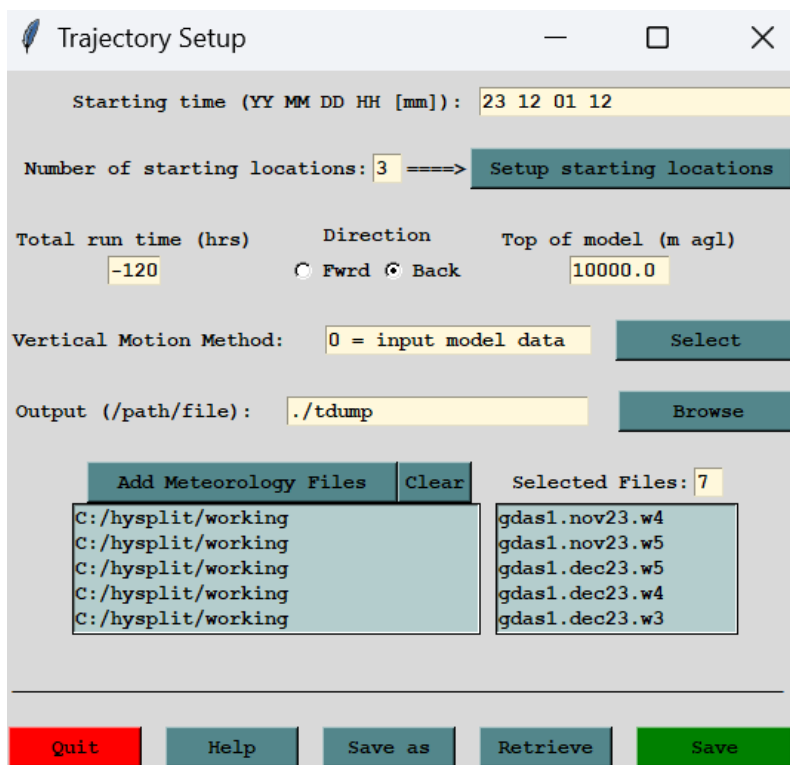 Trajectory Setup
Starting time (YY MM DD HH [mm]): 23 12 01 12
Number of starting locations: 3 ====> Setup starting locations
Total run time (hrs) Direction Top of model (m agl)
-120 Fwrd Back 10000.0
Vertical Motion Method: 0 = input model data Select
Output (/path/file): ./tdump Browse
Add Meteorology Files Clear Selected Files: 7
C:/hysplit/working gdas1.nov23.w4
C:/hysplit/working gdas1.nov23.w5
C:/hysplit/working gdas1.dec23.w5
C:/hysplit/working gdas1.dec23.w4
C:/hysplit/working gdas1.dec23.w3
Quit Help Save as Retrieve Save